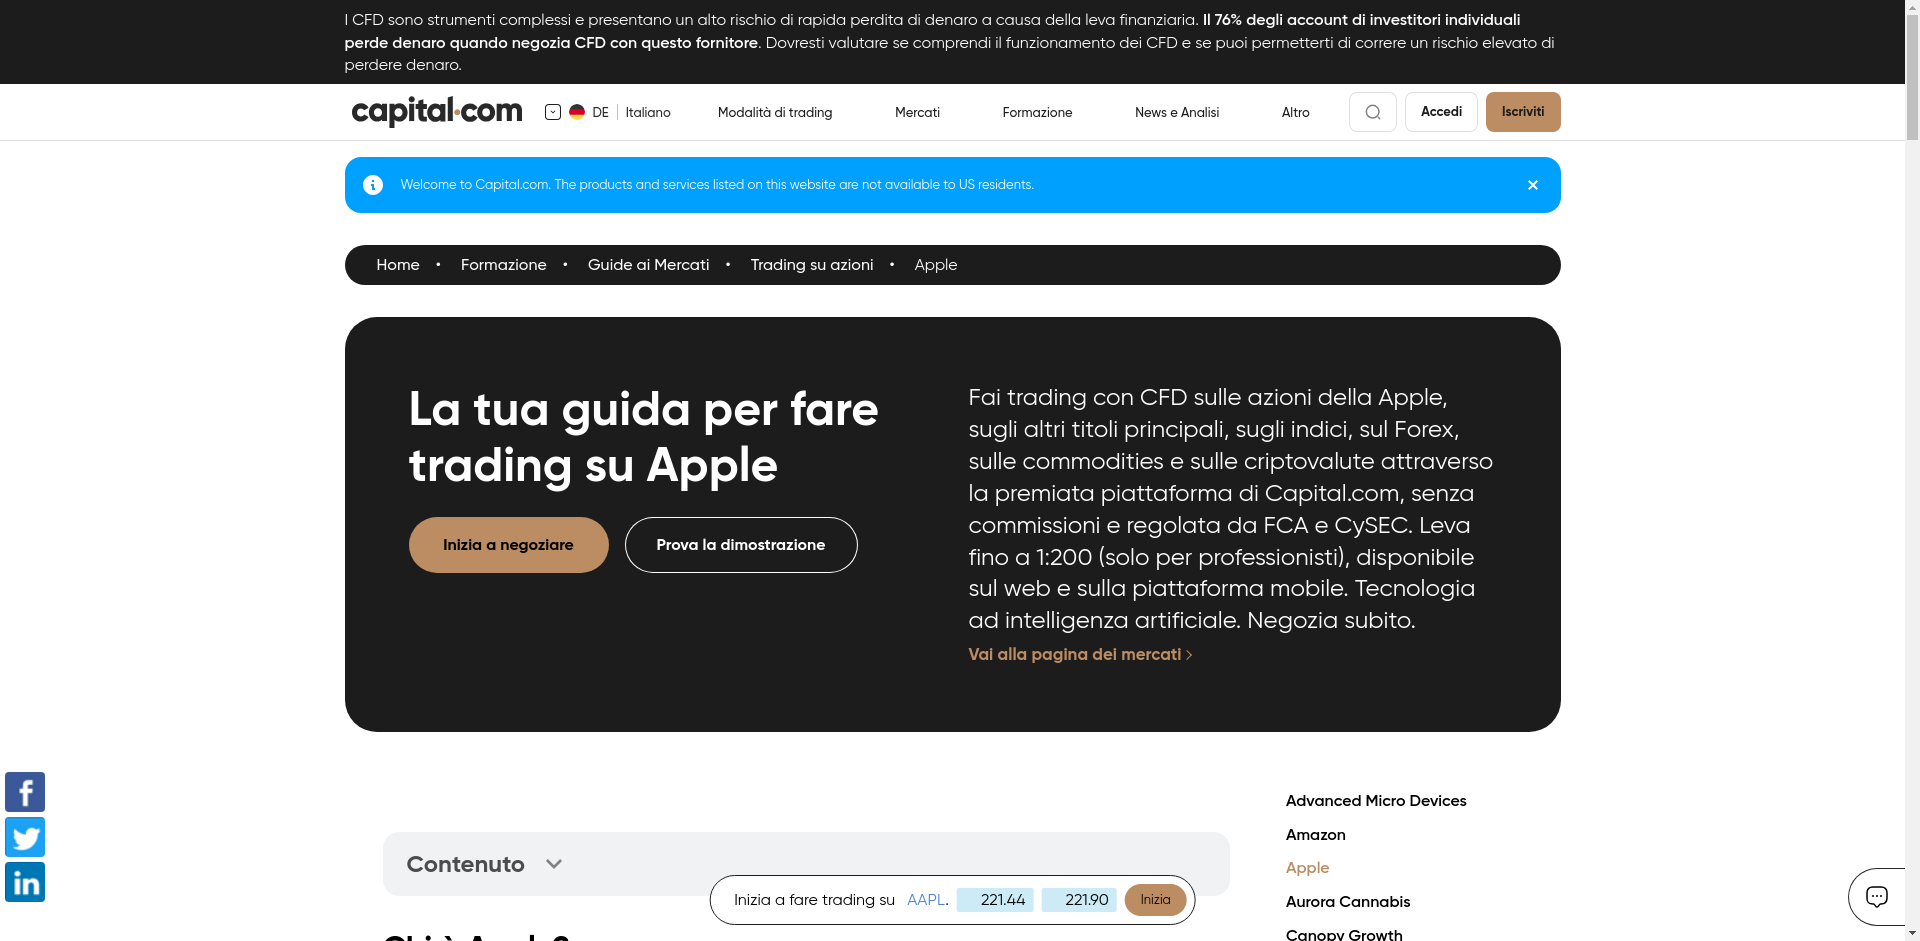 I CFD sono strumenti complessi e presentano un alto rischio di rapida perdita di denaro a causa della leva finanziaria. Il 76% degli account di investitori individuali
perde denaro quando negozia CFD con questo fornitore. Dovresti valutare se comprendi il funzionamento dei CFD e se puoi permetterti di correre un rischio elevato di
perdere denaro.
capital.com DE Italiano Modalità di trading Mercati Formazione News e Analisi Altro Accedi Iscriviti
Welcome to Capital.com. The products and services listed on this website are not available to US residents.
Home • Formazione • Guide ai Mercati • Trading su azioni • Apple
La tua guida per fare
trading su Apple
Inizia a negoziare Prova la dimostrazione
Fai trading con CFD sulle azioni della Apple,
sugli altri titoli principali, sugli indici, sul Forex,
sulle commodities e sulle criptovalute attraverso
la premiata piattaforma di Capital.com, senza
commissioni e regolata da FCA e CySEC. Leva
fino a 1:200 (solo per professionisti), disponibile
sul web e sulla piattaforma mobile. Tecnologia
ad intelligenza artificiale. Negozia subito.
Vai alla pagina dei mercati
Contenuto
Advanced Micro Devices
Amazon
Apple
Aurora Cannabis
Canopy Growth
Inizia a fare trading su AAPL. 221.44 221.90 Inizia
Chi è Apple?